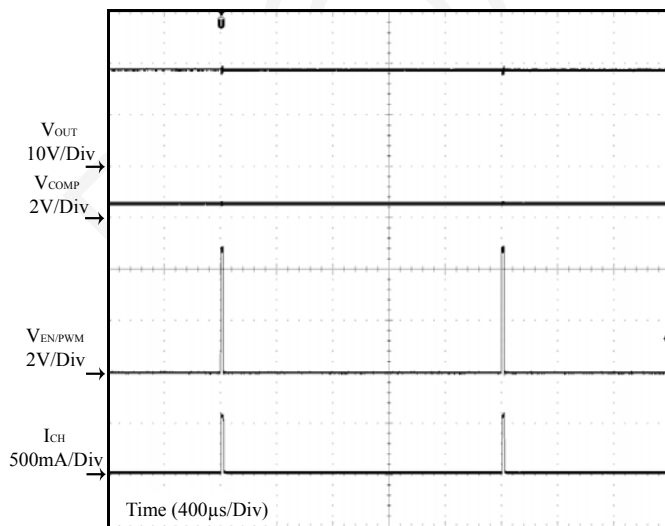 VOUT
10V/Div
VCOMP
2V/Div
VEN/PWM
2V/Div
ICH
500mA/Div
Time (400µs/Div)